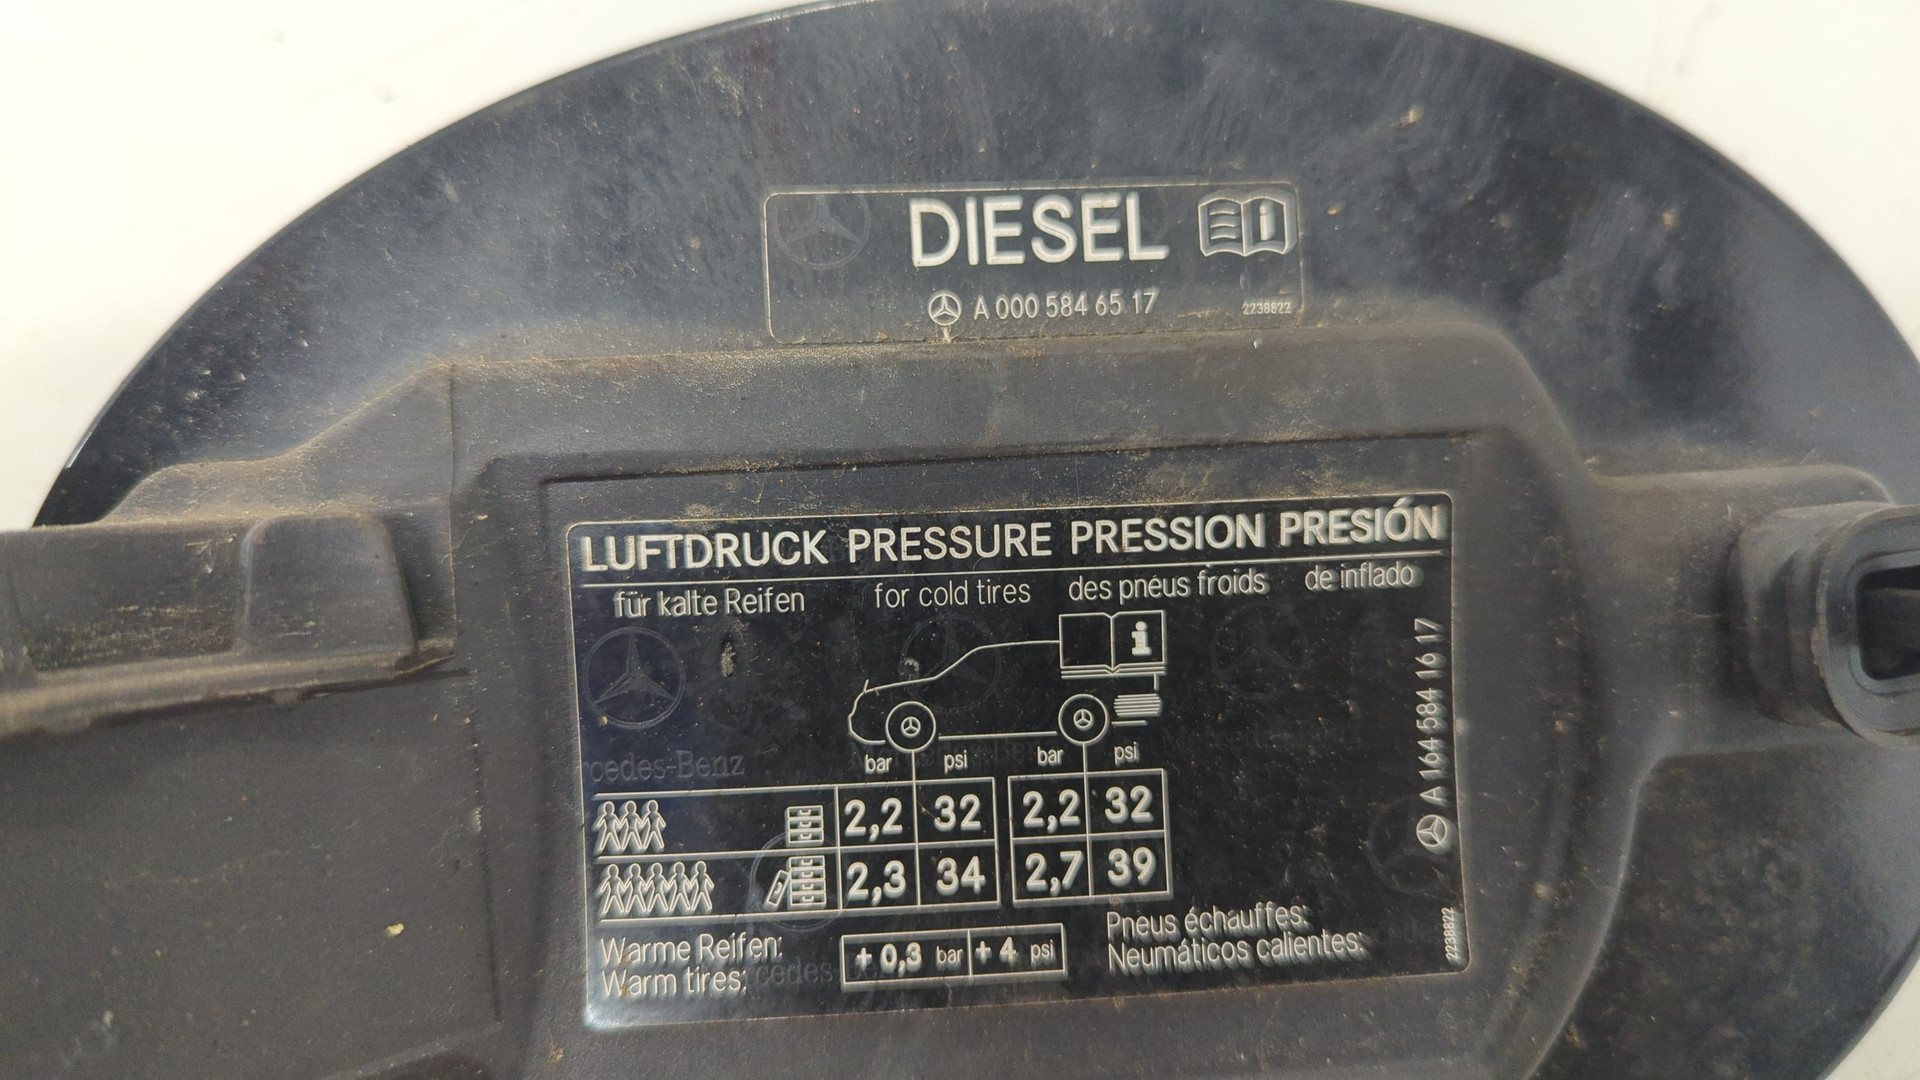 DIESEL
A 000 584 65 17
2238822
LUFTDRUCK PRESSURE PRESSION PRESIÓN
für kalte Reifen for cold tires des pneus froids de inflado
i
bar psi bar psi
2,2 32 2,2 32
2,3 34 2,7 39
Warme Reifen: + 0,3 bar + 4 psi Pneus échauffes:
Warm tires: Neumáticos calientes:
A 164 584 16 17
2238822
rcedes-Benz